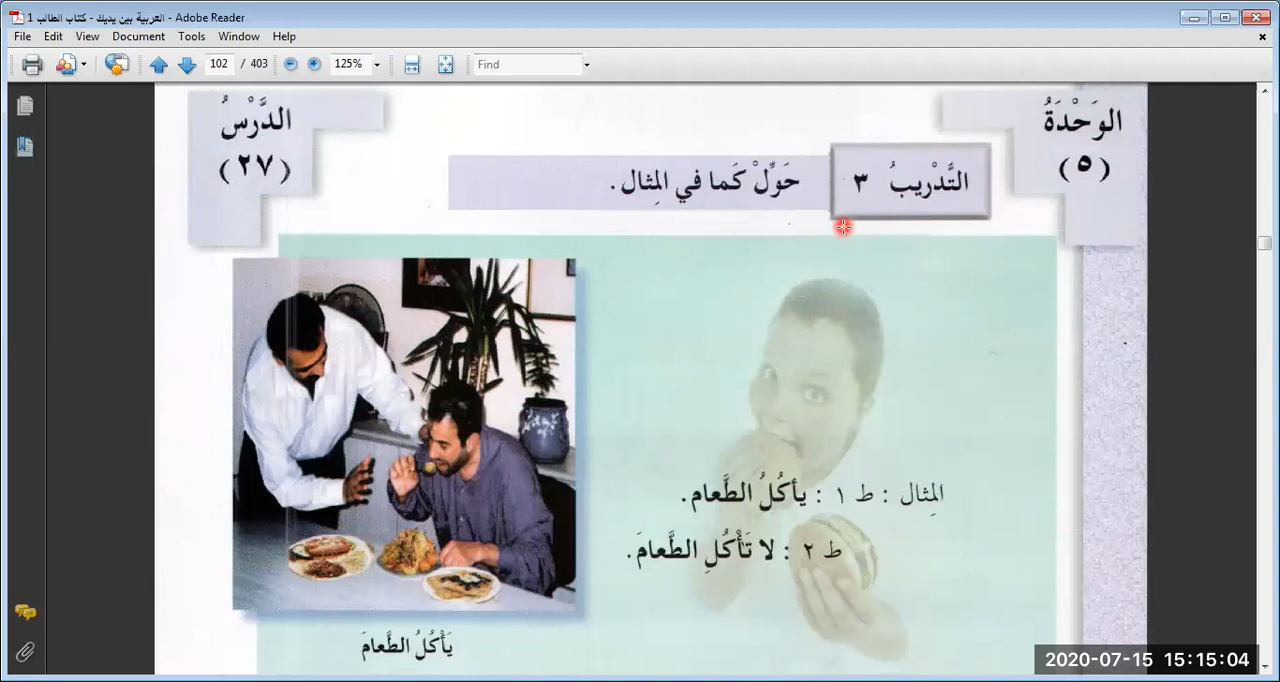 العربية بين يديك - كتاب الطالب 1 - Adobe Reader
File Edit View Document Tools Window Help
102 / 403 125% Find
الوَحْدَةُ
(٥)
الدَّرْسُ
(٢٧)
التَّدْرِيبُ ٣
حَوِّلْ كَما في المِثال.
المِثال : ط ١ : يأكُلُ الطَّعام.
ط ٢ : لا تَأْكُلِ الطَّعامَ.
يَأْكُلُ الطَّعامَ
2020-07-15 15:15:04